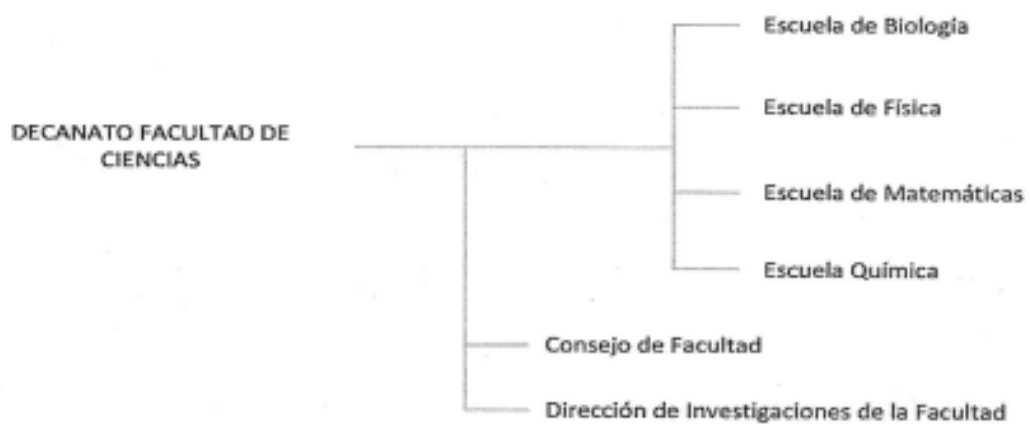 Escuela de Biología
Escuela de Física
DECANATO FACULTAD DE
CIENCIAS
Escuela de Matemáticas
Escuela Química
Consejo de Facultad
Dirección de Investigaciones de la Facultad